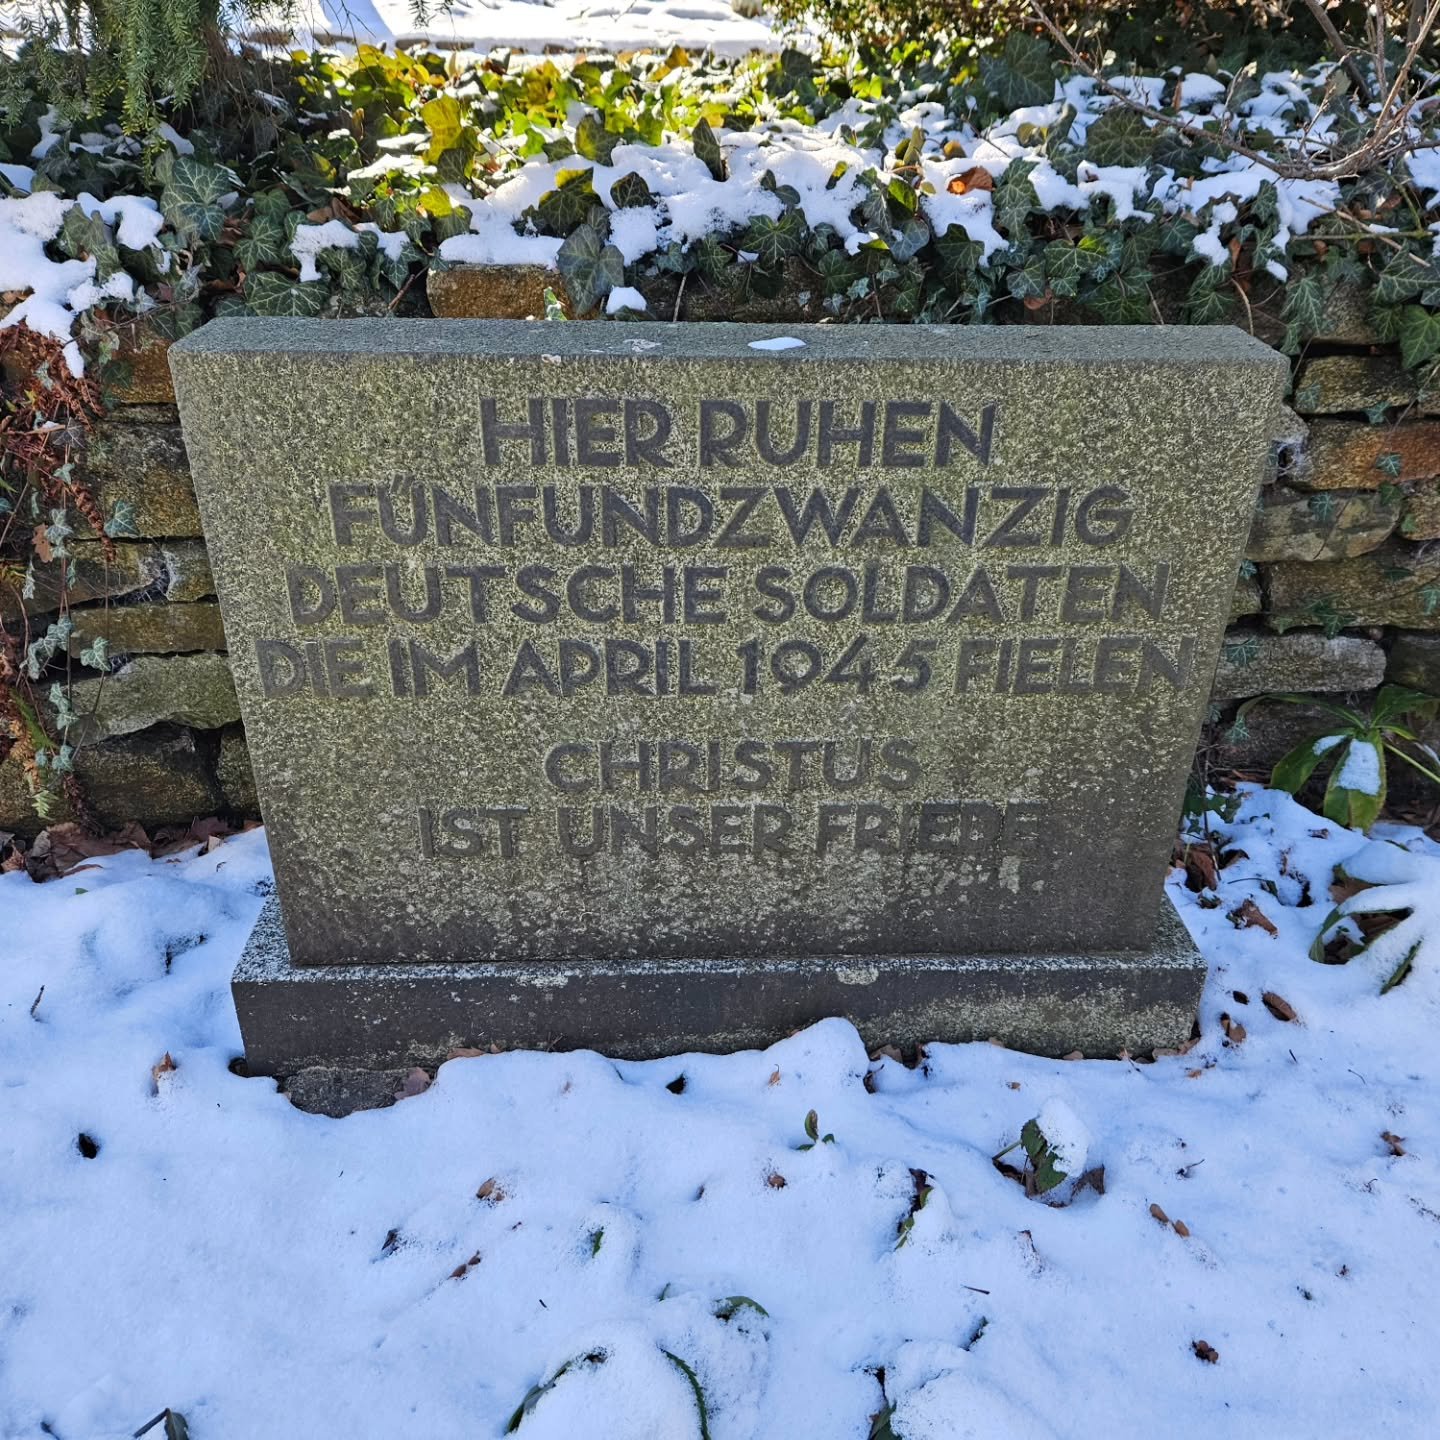 HIER RUHEN
FÜNFUNDZWANZIG
DEUTSCHE SOLDATEN
DIE IM APRIL 1945 FIELEN
CHRISTUS
IST UNSER FRIEDE